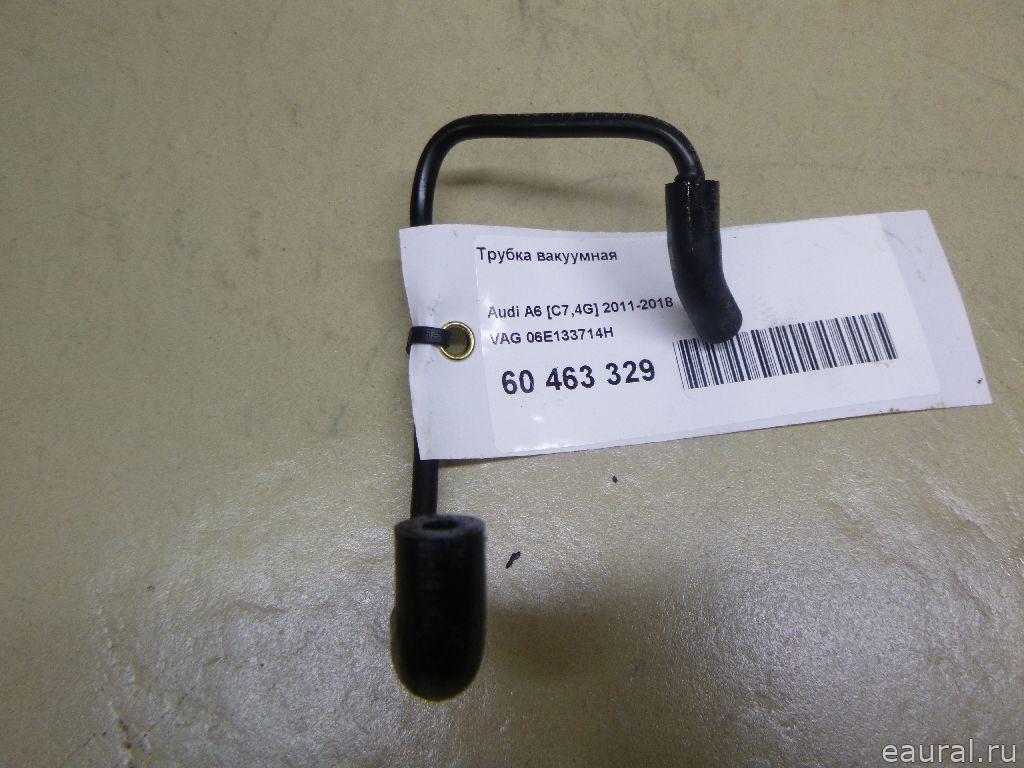 Трубка вакуумная
Audi A6 [C7,4G] 2011-2018
VAG 06E133714H
60 463 329
eaural.ru